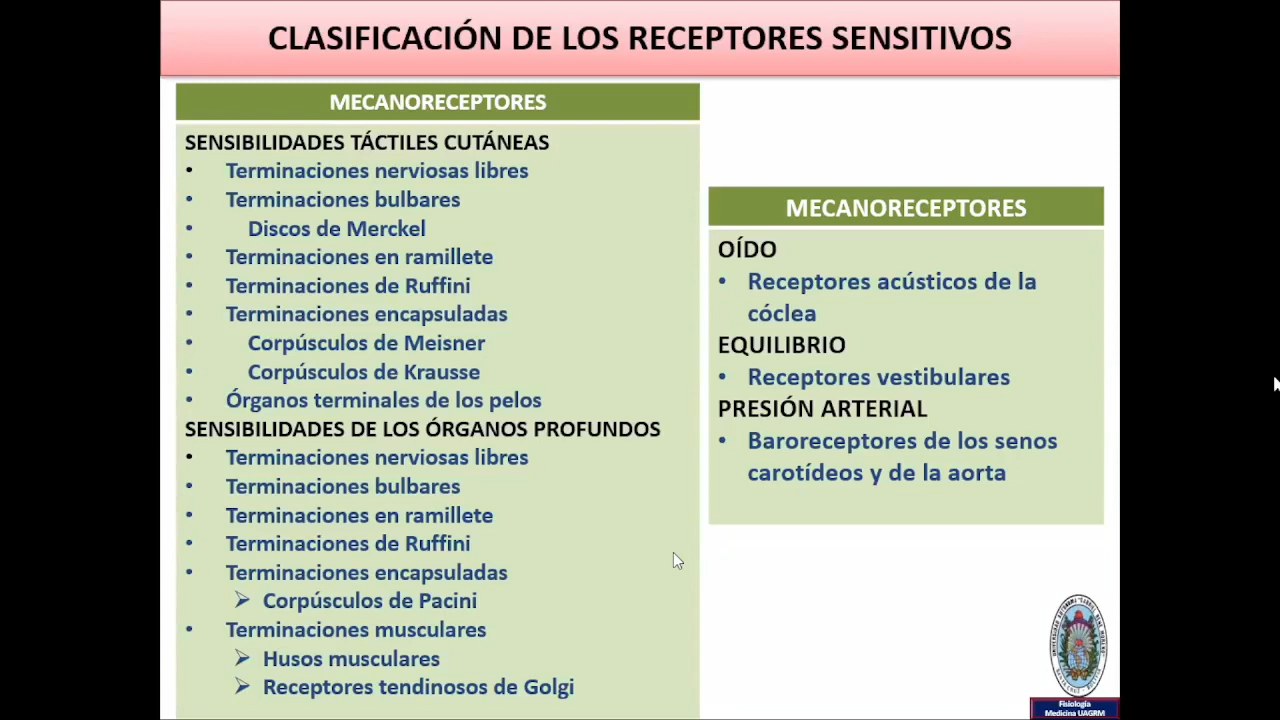 CLASIFICACIÓN DE LOS RECEPTORES SENSITIVOS
MECANORECEPTORES
SENSIBILIDADES TÁCTILES CUTÁNEAS
• Terminaciones nerviosas libres
• Terminaciones bulbares
• Discos de Merckel
• Terminaciones en ramillete
• Terminaciones de Ruffini
• Terminaciones encapsuladas
• Corpúsculos de Meisner
• Corpúsculos de Krausse
• Órganos terminales de los pelos
SENSIBILIDADES DE LOS ÓRGANOS PROFUNDOS
• Terminaciones nerviosas libres
• Terminaciones bulbares
• Terminaciones en ramillete
• Terminaciones de Ruffini
• Terminaciones encapsuladas
➢ Corpúsculos de Pacini
• Terminaciones musculares
➢ Husos musculares
➢ Receptores tendinosos de Golgi
MECANORECEPTORES
OÍDO
• Receptores acústicos de la
cóclea
EQUILIBRIO
• Receptores vestibulares
PRESIÓN ARTERIAL
• Baroreceptores de los senos
carotídeos y de la aorta
Fisiología
Medicina UAGRM